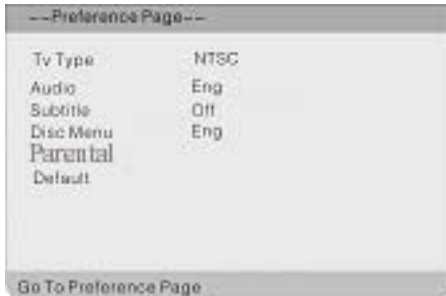 --Preference Page--
Tv Type NTSC
Audio Eng
Subtitle Off
Disc Menu Eng
Parental
Default
Go To Preference Page